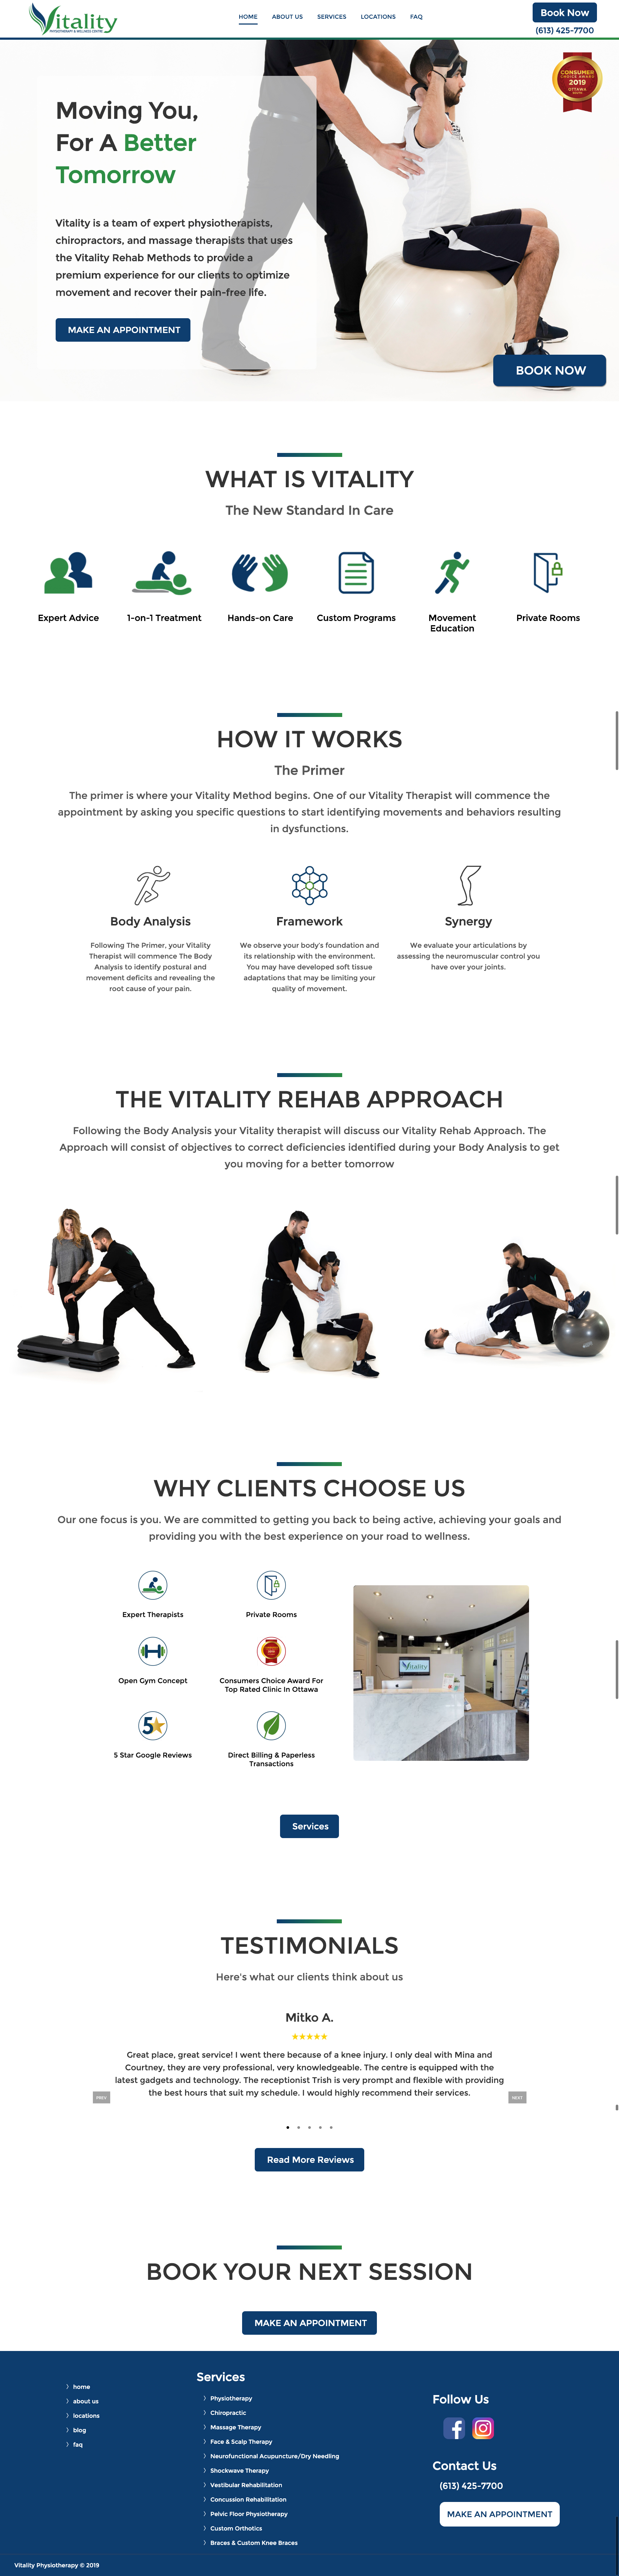 Vitality
PHYSIOTHERAPY & WELLNESS CENTRE
HOME
ABOUT US
SERVICES
LOCATIONS
FAQ
Book Now
(613) 425-7700
CONSUMER
CHOICE AWARD
2019
OTTAWA
Moving You,
For A Better
Tomorrow
Vitality is a team of expert physiotherapists,
chiropractors, and massage therapists that uses
the Vitality Rehab Methods to provide a
premium experience for our clients to optimize
movement and recover their pain-free life.
MAKE AN APPOINTMENT
BOOK NOW
WHAT IS VITALITY
The New Standard In Care
Expert Advice
1-on-1 Treatment
Hands-on Care
Custom Programs
Movement
Education
Private Rooms
HOW IT WORKS
The Primer
The primer is where your Vitality Method begins. One of our Vitality Therapist will commence the
appointment by asking you specific questions to start identifying movements and behaviors resulting
in dysfunctions.
Body Analysis
Following The Primer, your Vitality
Therapist will commence The Body
Analysis to identify postural and
movement deficits and revealing the
root cause of your pain.
Framework
We observe your body's foundation and
its relationship with the environment.
You may have developed soft tissue
adaptations that may be limiting your
quality of movement.
Synergy
We evaluate your articulations by
assessing the neuromuscular control you
have over your joints.
THE VITALITY REHAB APPROACH
Following the Body Analysis your Vitality therapist will discuss our Vitality Rehab Approach. The
Approach will consist of objectives to correct deficiencies identified during your Body Analysis to get
you moving for a better tomorrow
WHY CLIENTS CHOOSE US
Our one focus is you. We are committed to getting you back to being active, achieving your goals and
providing you with the best experience on your road to wellness.
Expert Therapists
Private Rooms
Open Gym Concept
Consumers Choice Award For
Top Rated Clinic In Ottawa
5
5 Star Google Reviews
Direct Billing & Paperless
Transactions
Vitality
Services
TESTIMONIALS
Here's what our clients think about us
Mitko A.
Great place, great service! I went there because of a knee injury. I only deal with Mina and
Courtney, they are very professional, very knowledgeable. The centre is equipped with the
latest gadgets and technology. The receptionist Trish is very prompt and flexible with providing
the best hours that suit my schedule. I would highly recommend their services.
PREV
NEXT
Read More Reviews
BOOK YOUR NEXT SESSION
MAKE AN APPOINTMENT
home
about us
locations
blog
faq
Services
Physiotherapy
Chiropractic
Massage Therapy
Face & Scalp Therapy
Neurofunctional Acupuncture/Dry Needling
Shockwave Therapy
Vestibular Rehabilitation
Concussion Rehabilitation
Pelvic Floor Physiotherapy
Custom Orthotics
Braces & Custom Knee Braces
Follow Us
Contact Us
(613) 425-7700
MAKE AN APPOINTMENT
Vitality Physiotherapy © 2019